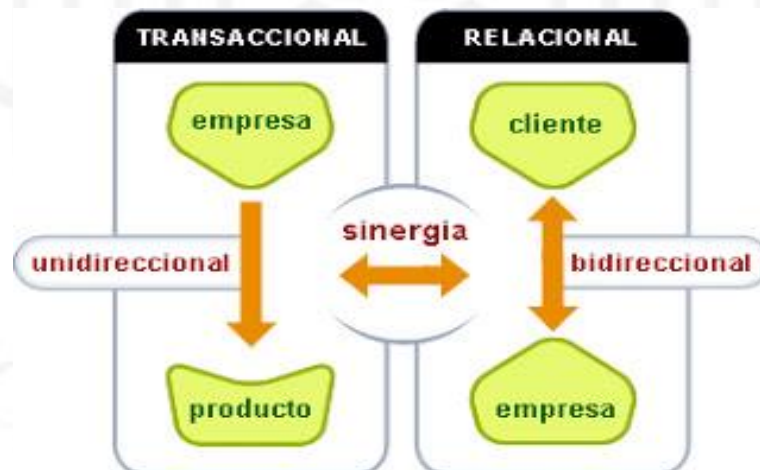 TRANSACCIONAL
empresa
unidireccional
producto
sinergia
RELACIONAL
cliente
bidireccional
empresa